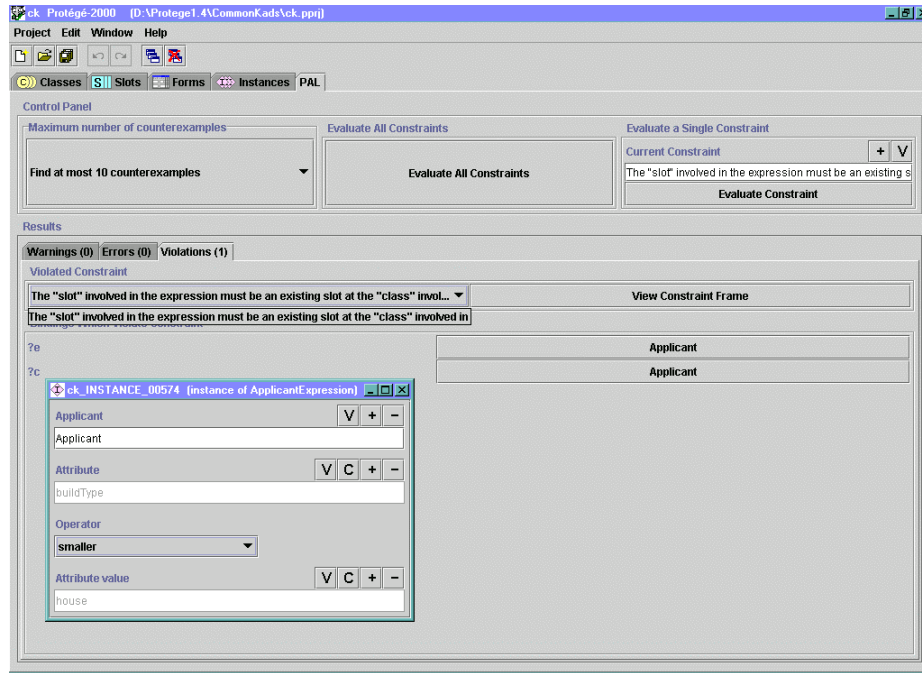 ck Protégé-2000 (D:\Protege1.4\CommonKads\ck.pprj)
Project Edit Window Help
Classes S Slots Forms Instances PAL
Control Panel
Maximum number of counterexamples Evaluate All Constraints Evaluate a Single Constraint
Current Constraint + V
Find at most 10 counterexamples Evaluate All Constraints The "slot" involved in the expression must be an existing s
Evaluate Constraint
Results
Warnings (0) Errors (0) Violations (1)
Violated Constraint
The "slot" involved in the expression must be an existing slot at the "class" invol... View Constraint Frame
The "slot" involved in the expression must be an existing slot at the "class" involved in
?e Applicant
?c Applicant
ck_INSTANCE_00574 (instance of ApplicantExpression)
Applicant V + −
Applicant
Attribute V C + −
buildType
Operator
smaller
Attribute value V C + −
house